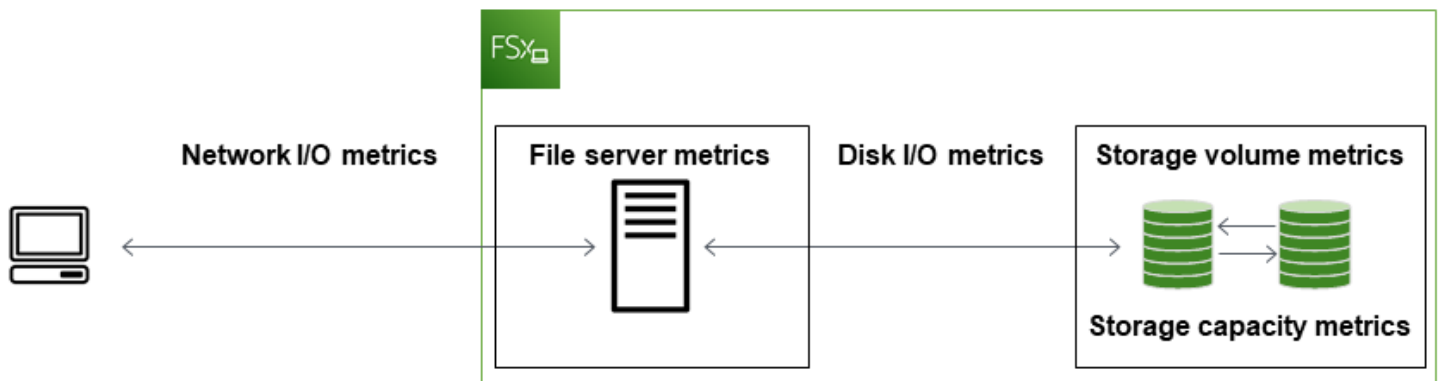 FSx
Network I/O metrics
File server metrics
Disk I/O metrics
Storage volume metrics
Storage capacity metrics